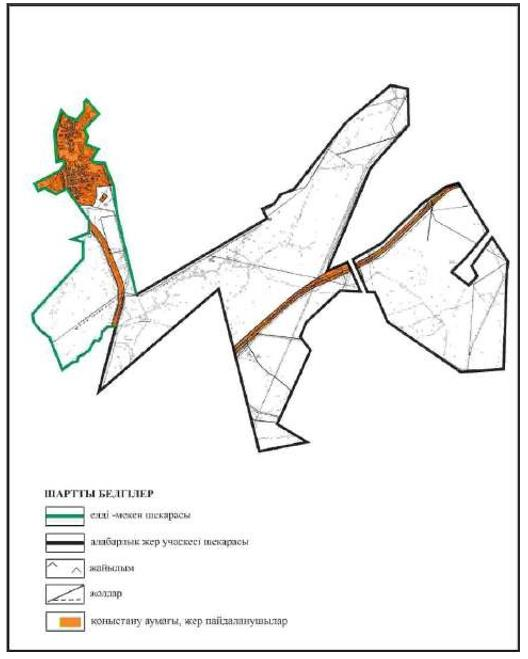 ШАРТТЫ БЕЛГІЛЕР
елді -мекен шекарасы
алабарлық жер учаскесі шекарасы
жайылым
жолдар
қоныстану аумағы, жер пайдаланушылар